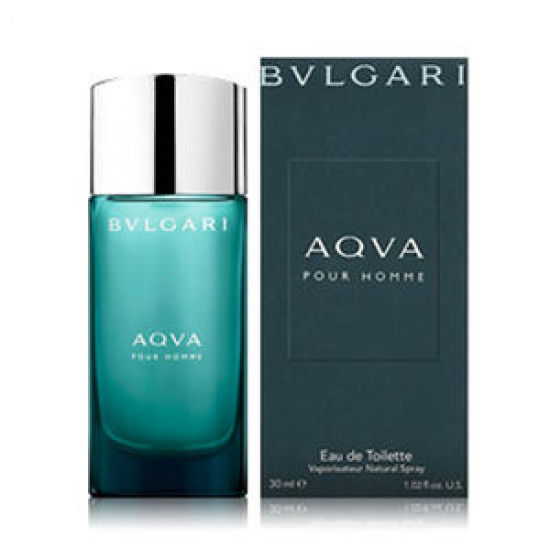 BVLGARI
AQVA
POUR HOMME
BVLGARI
AQVA
POUR HOMME
Eau de Toilette
Vaporisateur Natural Spray
30 ml ℮ 1.02 fl. oz. U.S.